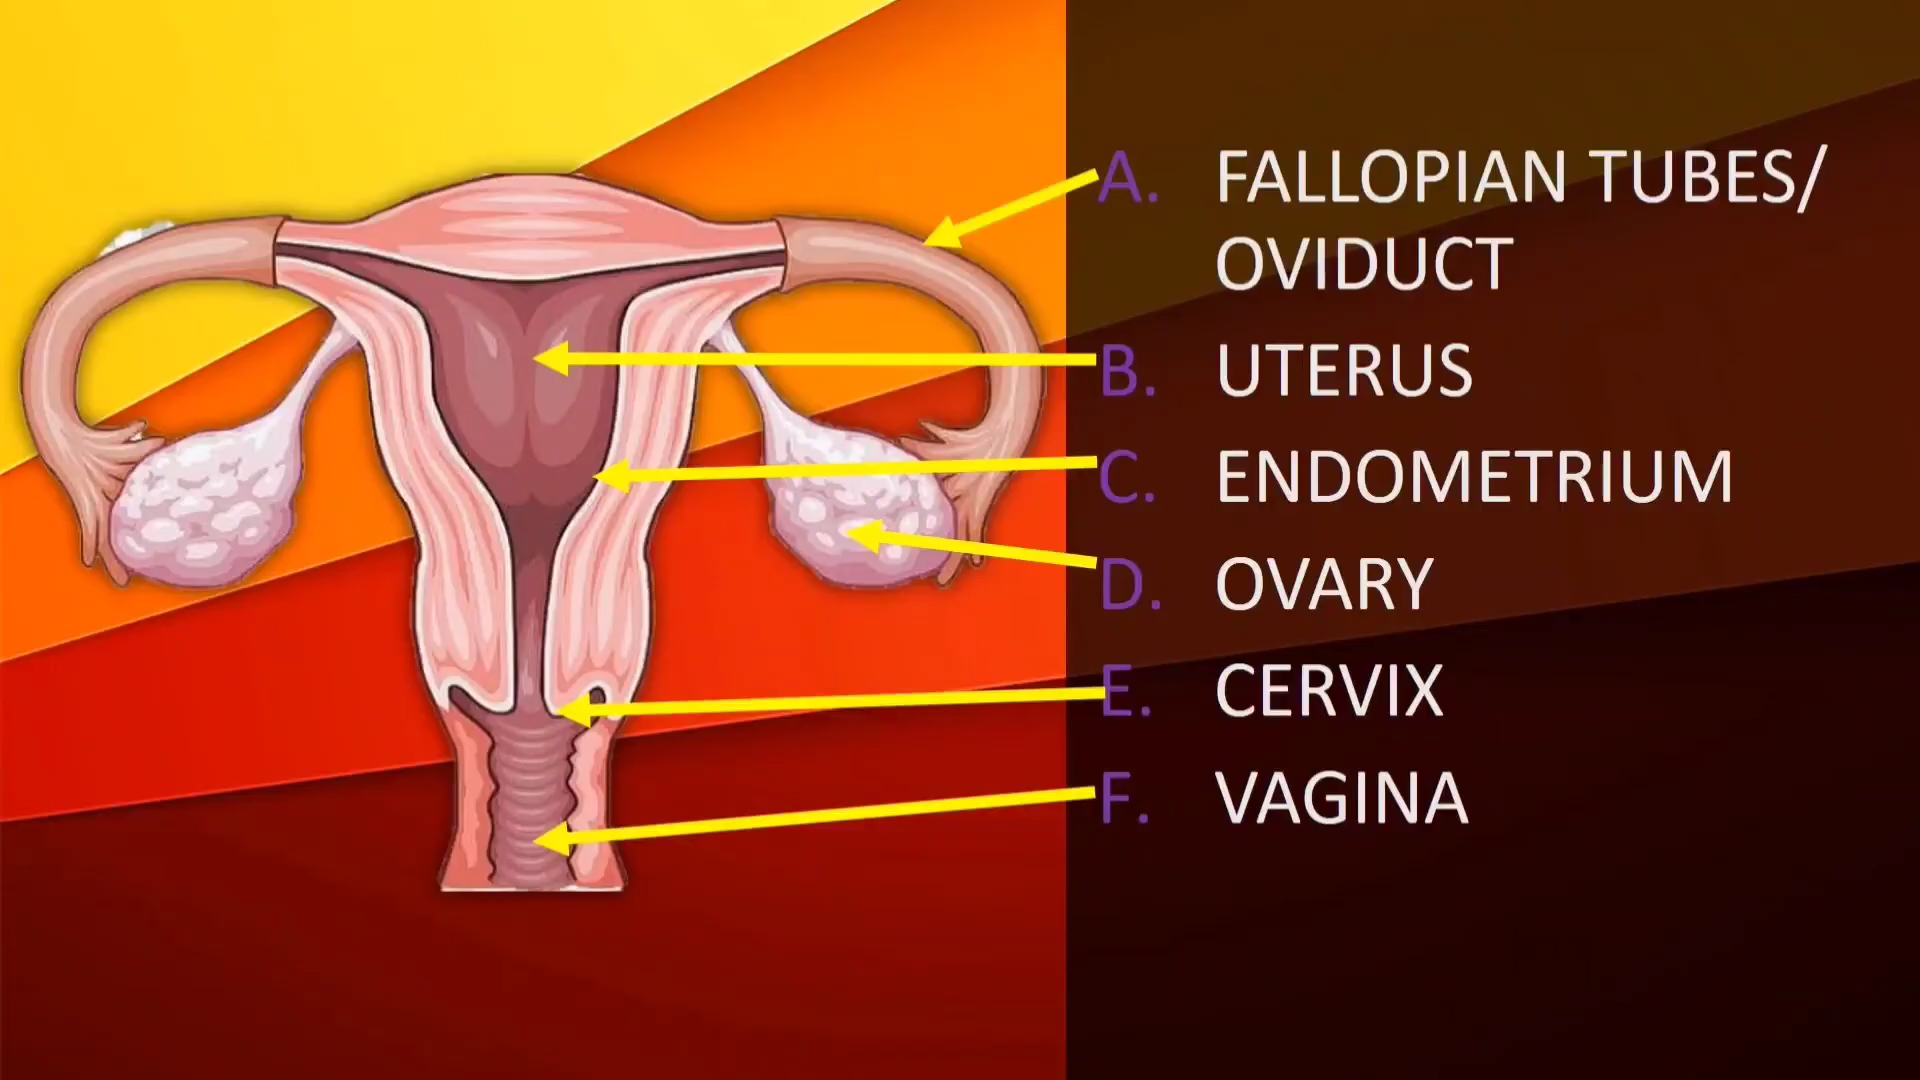 A. FALLOPIAN TUBES/
OVIDUCT
B. UTERUS
C. ENDOMETRIUM
D. OVARY
E. CERVIX
F. VAGINA